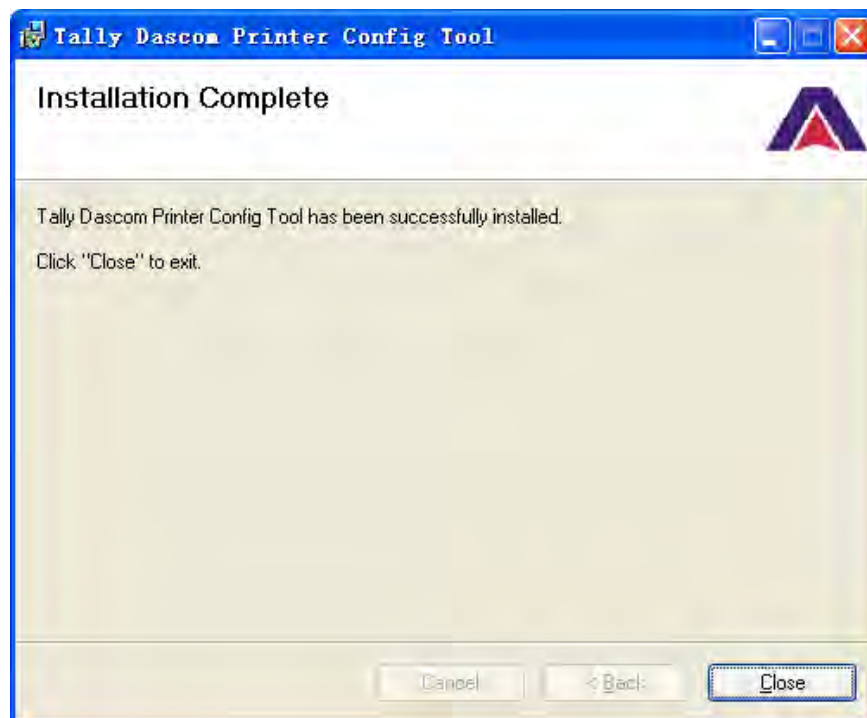 Tally Dascom Printer Config Tool
Installation Complete
Tally Dascom Printer Config Tool has been successfully installed.
Click "Close" to exit.
Cancel
< Back
Close